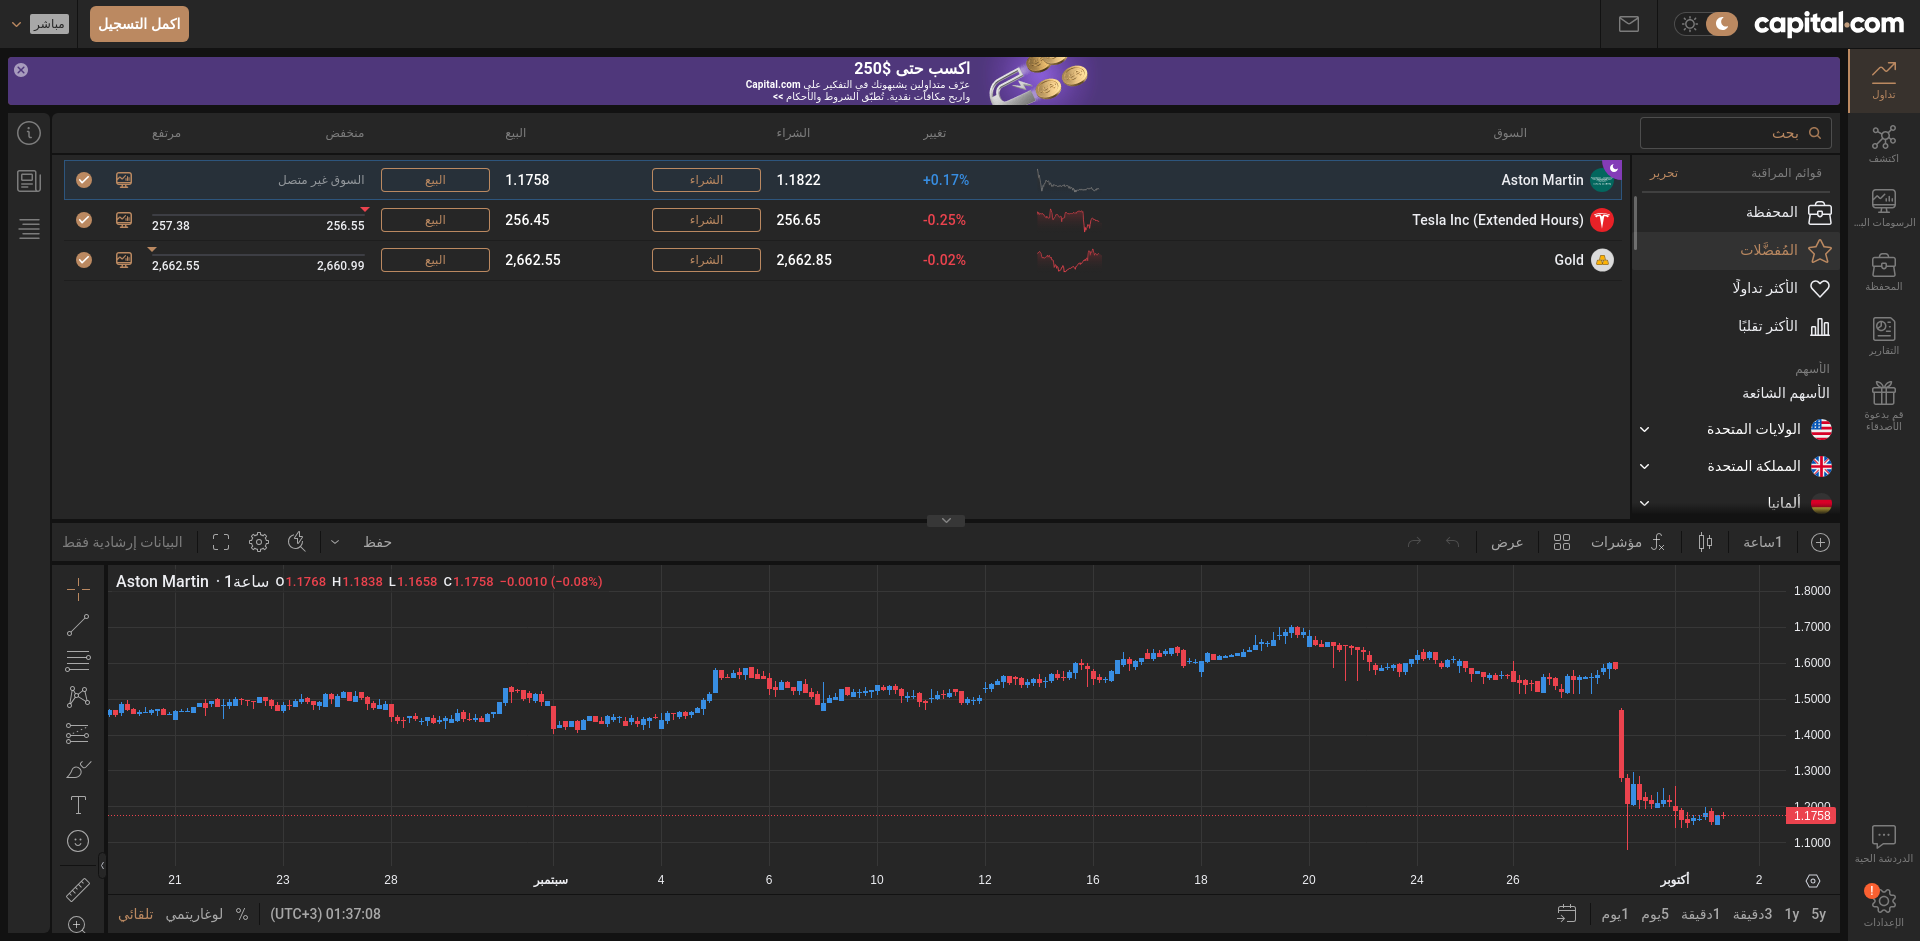 capital.com
اكمل التسجيل
مباشر
اكسب حتى $250
عرّف متداولين يشبهونك في التفكير على Capital.com
واربح مكافآت نقدية. تُطبّق الشروط والأحكام >>
تداول
اكتشف
الرسومات الب...
المحفظة
التقارير
قم بدعوة
الأصدقاء
الدردشة الحية
!
الإعدادات
بحث
السوق
تغيير
الشراء
البيع
منخفض
مرتفع
قوائم المراقبة
تحرير
المحفظة
المُفضَّلات
الأكثر تداولًا
الأكثر تقلبًا
الأسهم
الأسهم الشائعة
الولايات المتحدة
المملكة المتحدة
ألمانيا
Aston Martin +0.17% 1.1822 الشراء 1.1758 البيع السوق غير متصل
Tesla Inc (Extended Hours) -0.25% 256.65 الشراء 256.45 البيع 256.55 257.38
Gold -0.02% 2,662.85 الشراء 2,662.55 البيع 2,660.99 2,662.55
1ساعة
مؤشرات
عرض
حفظ
البيانات إرشادية فقط
Aston Martin · 1ساعة O1.1768 H1.1838 L1.1658 C1.1758 −0.0010 (−0.08%)
1.8000
1.7000
1.6000
1.5000
1.4000
1.3000
1.2000
1.1758
1.1000
21 23 28 سبتمبر 4 6 10 12 16 18 20 24 26 أكتوبر 2
5y 1y 3دقيقة 1دقيقة 5يوم 1يوم
01:37:08 (UTC+3)
% لوغاريتمي تلقائي